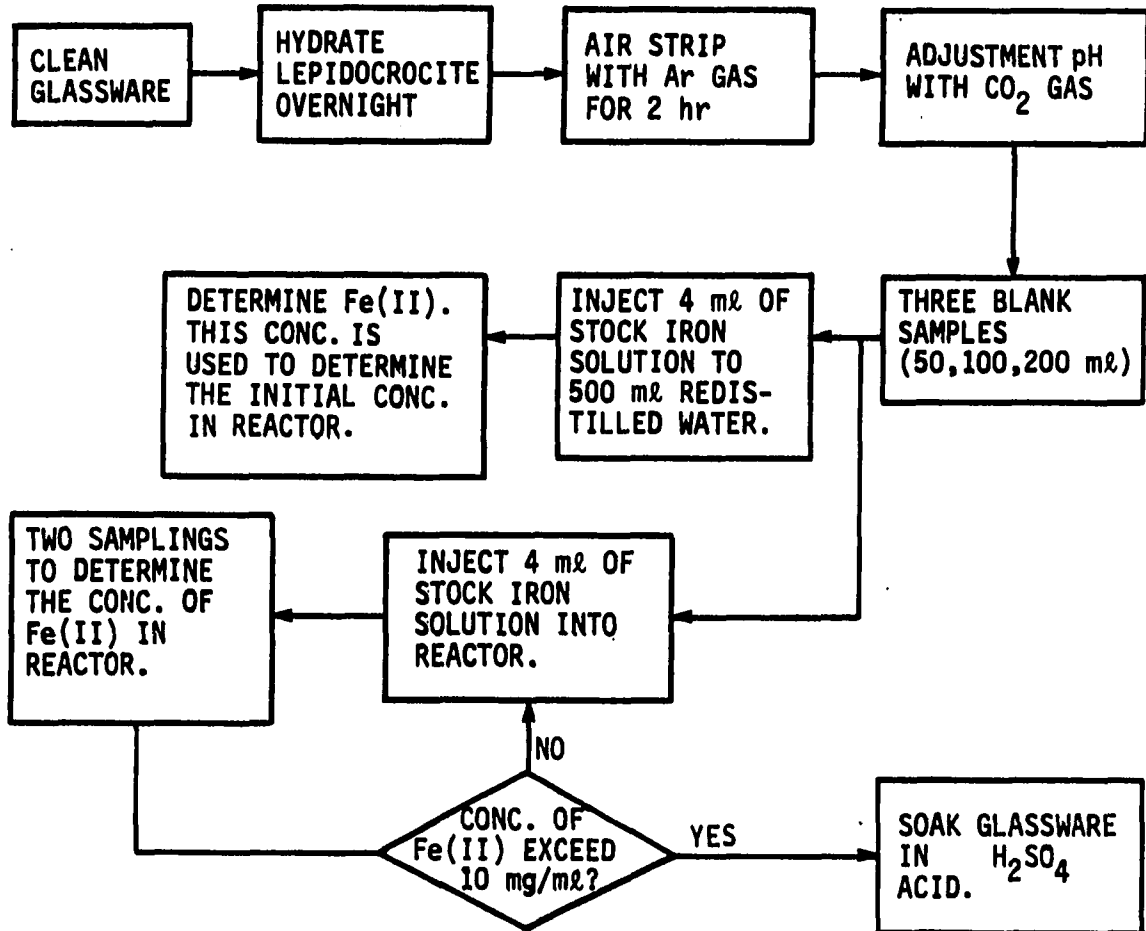 CLEAN
GLASSWARE
HYDRATE
LEPIDOCROCITE
OVERNIGHT
AIR STRIP
WITH Ar GAS
FOR 2 hr
ADJUSTMENT pH
WITH CO₂ GAS
THREE BLANK
SAMPLES
(50,100,200 mℓ)
INJECT 4 mℓ OF
STOCK IRON
SOLUTION TO
500 mℓ REDIS-
TILLED WATER.
DETERMINE Fe(II).
THIS CONC. IS
USED TO DETERMINE
THE INITIAL CONC.
IN REACTOR.
INJECT 4 mℓ OF
STOCK IRON
SOLUTION INTO
REACTOR.
TWO SAMPLINGS
TO DETERMINE
THE CONC. OF
Fe(II) IN
REACTOR.
CONC. OF
Fe(II) EXCEED
10 mg/mℓ?
NO
YES
SOAK GLASSWARE
IN H₂SO₄
ACID.